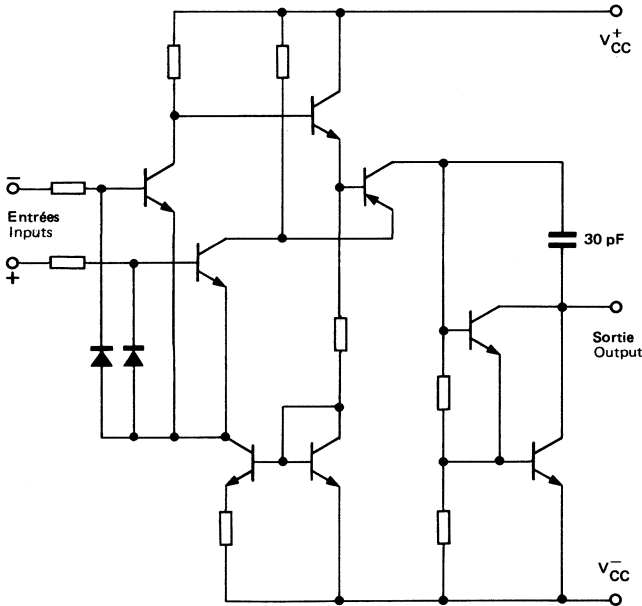 V+CC
−
Entrées
Inputs
+
30 pF
Sortie
Output
V−CC